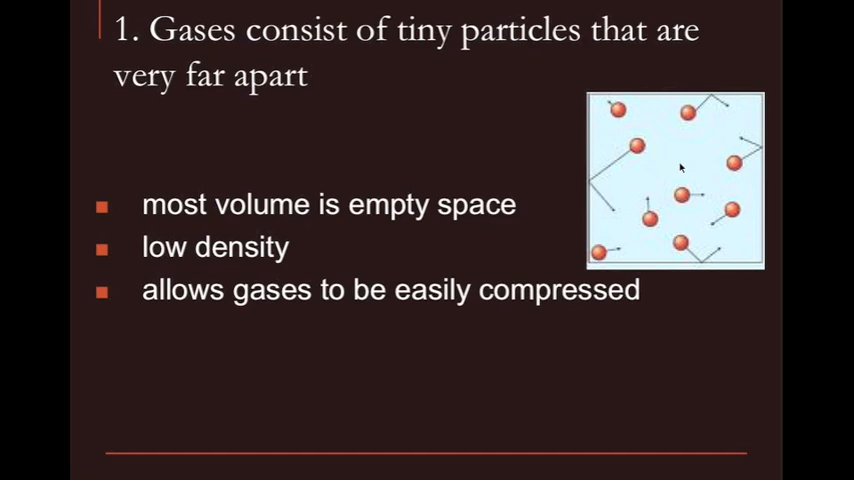 1. Gases consist of tiny particles that are
very far apart
most volume is empty space
low density
allows gases to be easily compressed